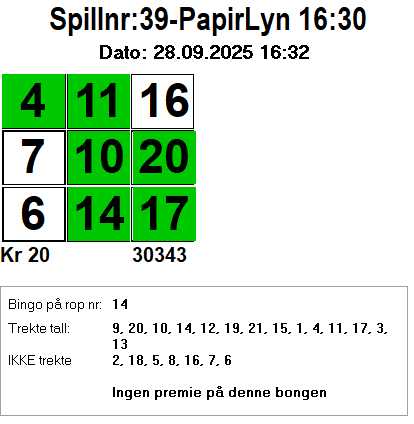 Spillnr:39-PapirLyn 16:30
Dato: 28.09.2025 16:32
4 11 16
7 10 20
6 14 17
Kr 20 30343
Bingo på rop nr: 14
Trekte tall: 9, 20, 10, 14, 12, 19, 21, 15, 1, 4, 11, 17, 3,
13
IKKE trekte 2, 18, 5, 8, 16, 7, 6
Ingen premie på denne bongen